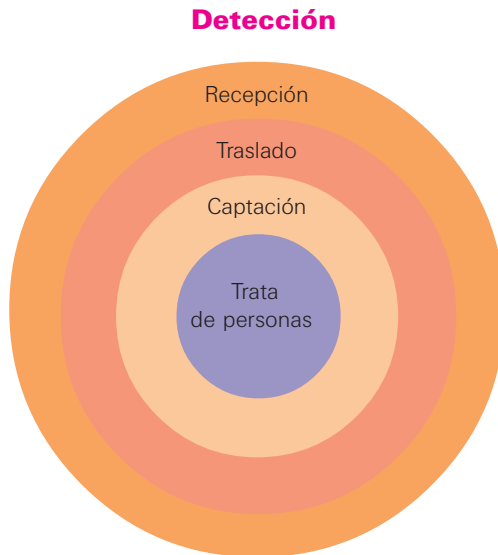 Detección
Recepción
Traslado
Captación
Trata
de personas